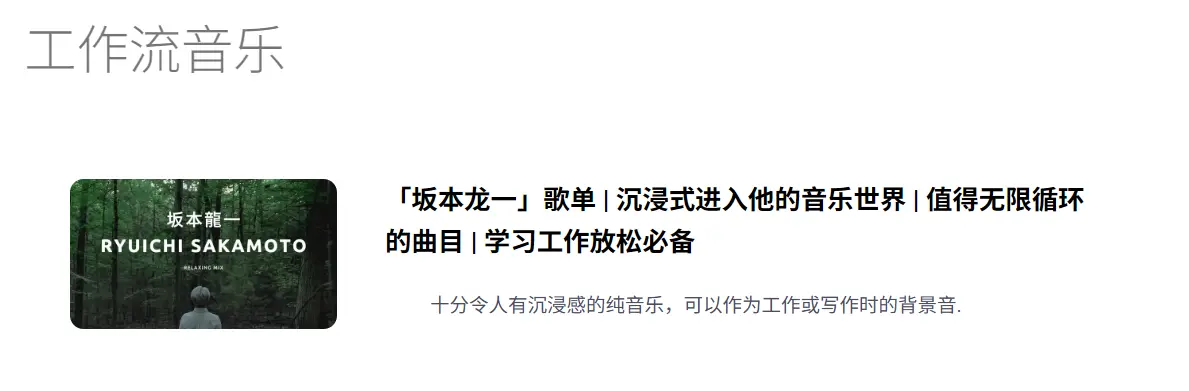 工作流音乐
坂本龍一
RYUICHI SAKAMOTO
RELAXING MIX
「坂本龙一」歌单 | 沉浸式进入他的音乐世界 | 值得无限循环
的曲目 | 学习工作放松必备
十分令人有沉浸感的纯音乐，可以作为工作或写作时的背景音.